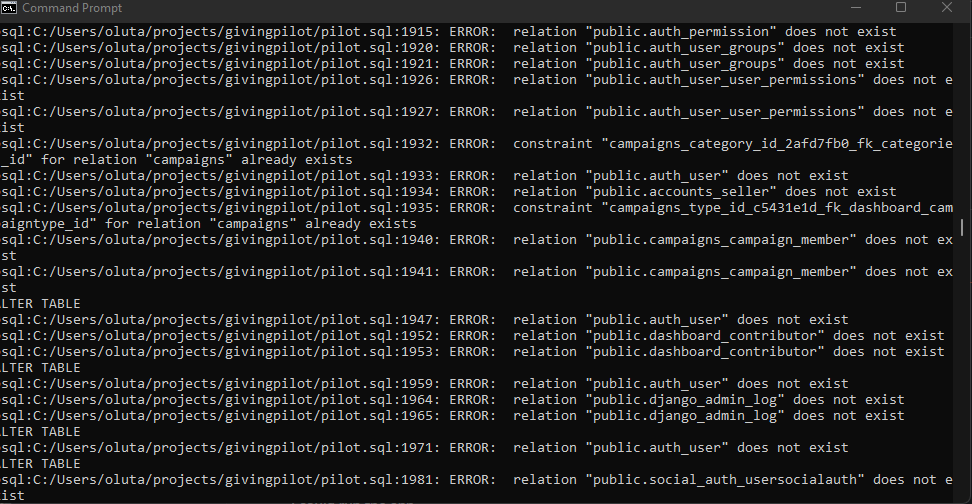 Command Prompt
sql:C:/Users/oluta/projects/givingpilot/pilot.sql:1915: ERROR:  relation "public.auth_permission" does not exist
sql:C:/Users/oluta/projects/givingpilot/pilot.sql:1920: ERROR:  relation "public.auth_user_groups" does not exist
sql:C:/Users/oluta/projects/givingpilot/pilot.sql:1921: ERROR:  relation "public.auth_user_groups" does not exist
sql:C:/Users/oluta/projects/givingpilot/pilot.sql:1926: ERROR:  relation "public.auth_user_user_permissions" does not e
ist
sql:C:/Users/oluta/projects/givingpilot/pilot.sql:1927: ERROR:  relation "public.auth_user_user_permissions" does not e
ist
sql:C:/Users/oluta/projects/givingpilot/pilot.sql:1932: ERROR:  constraint "campaigns_category_id_2afd7fb0_fk_categorie
_id" for relation "campaigns" already exists
sql:C:/Users/oluta/projects/givingpilot/pilot.sql:1933: ERROR:  relation "public.auth_user" does not exist
sql:C:/Users/oluta/projects/givingpilot/pilot.sql:1934: ERROR:  relation "public.accounts_seller" does not exist
sql:C:/Users/oluta/projects/givingpilot/pilot.sql:1935: ERROR:  constraint "campaigns_type_id_c5431e1d_fk_dashboard_cam
aigntype_id" for relation "campaigns" already exists
sql:C:/Users/oluta/projects/givingpilot/pilot.sql:1940: ERROR:  relation "public.campaigns_campaign_member" does not ex
st
sql:C:/Users/oluta/projects/givingpilot/pilot.sql:1941: ERROR:  relation "public.campaigns_campaign_member" does not ex
st
LTER TABLE
sql:C:/Users/oluta/projects/givingpilot/pilot.sql:1947: ERROR:  relation "public.auth_user" does not exist
sql:C:/Users/oluta/projects/givingpilot/pilot.sql:1952: ERROR:  relation "public.dashboard_contributor" does not exist
sql:C:/Users/oluta/projects/givingpilot/pilot.sql:1953: ERROR:  relation "public.dashboard_contributor" does not exist
LTER TABLE
sql:C:/Users/oluta/projects/givingpilot/pilot.sql:1959: ERROR:  relation "public.auth_user" does not exist
sql:C:/Users/oluta/projects/givingpilot/pilot.sql:1964: ERROR:  relation "public.django_admin_log" does not exist
sql:C:/Users/oluta/projects/givingpilot/pilot.sql:1965: ERROR:  relation "public.django_admin_log" does not exist
LTER TABLE
sql:C:/Users/oluta/projects/givingpilot/pilot.sql:1971: ERROR:  relation "public.auth_user" does not exist
LTER TABLE
sql:C:/Users/oluta/projects/givingpilot/pilot.sql:1981: ERROR:  relation "public.social_auth_usersocialauth" does not e
ist